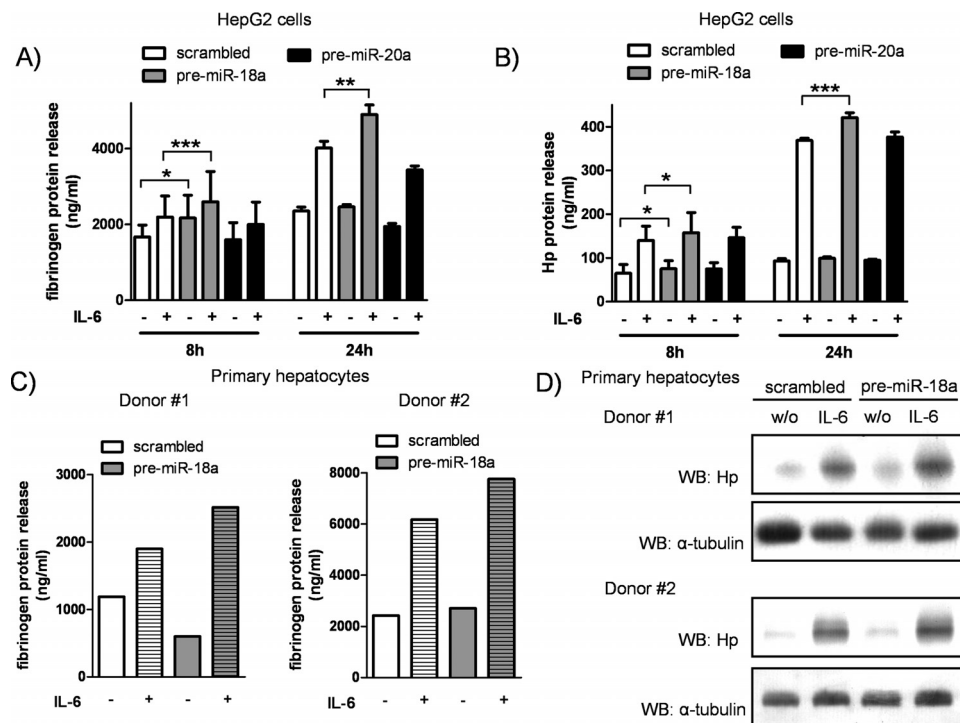 HepG2 cells
A)
scrambled
pre-miR-18a
pre-miR-20a
fibrinogen protein release
(ng/ml)
4000
2000
0
* *** **
IL-6 - + - + - + - + - + - +
8h 24h
HepG2 cells
B)
scrambled
pre-miR-18a
pre-miR-20a
Hp protein release
(ng/ml)
400
300
200
100
0
* * ***
IL-6 - + - + - + - + - + - +
8h 24h
C) Primary hepatocytes
Donor #1
scrambled
pre-miR-18a
fibrinogen protein release
(ng/ml)
3000
2000
1000
0
IL-6 - + - +
Donor #2
scrambled
pre-miR-18a
fibrinogen protein release
(ng/ml)
8000
6000
4000
2000
0
- + - +
D) Primary hepatocytes
scrambled pre-miR-18a
Donor #1 w/o IL-6 w/o IL-6
WB: Hp
WB: α-tubulin
Donor #2
WB: Hp
WB: α-tubulin